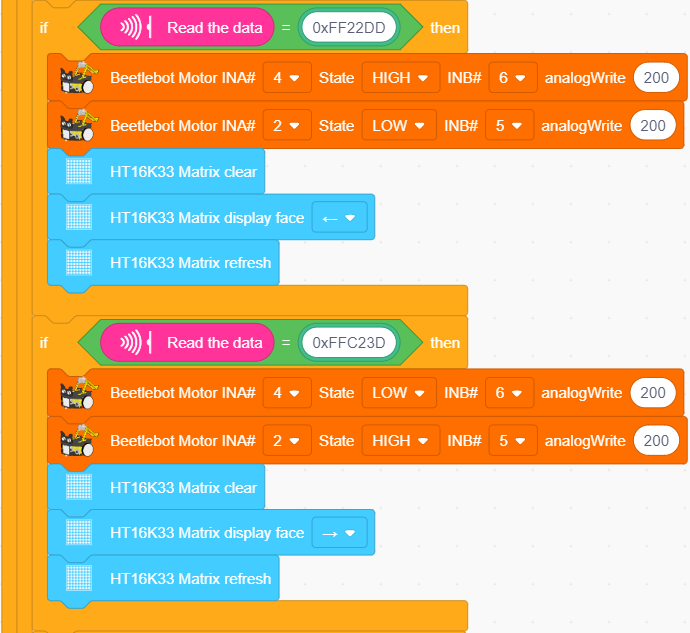 if Read the data = 0xFF22DD then
Beetlebot Motor INA# 4 State HIGH INB# 6 analogWrite 200
Beetlebot Motor INA# 2 State LOW INB# 5 analogWrite 200
HT16K33 Matrix clear
HT16K33 Matrix display face ←
HT16K33 Matrix refresh
if Read the data = 0xFFC23D then
Beetlebot Motor INA# 4 State LOW INB# 6 analogWrite 200
Beetlebot Motor INA# 2 State HIGH INB# 5 analogWrite 200
HT16K33 Matrix clear
HT16K33 Matrix display face →
HT16K33 Matrix refresh